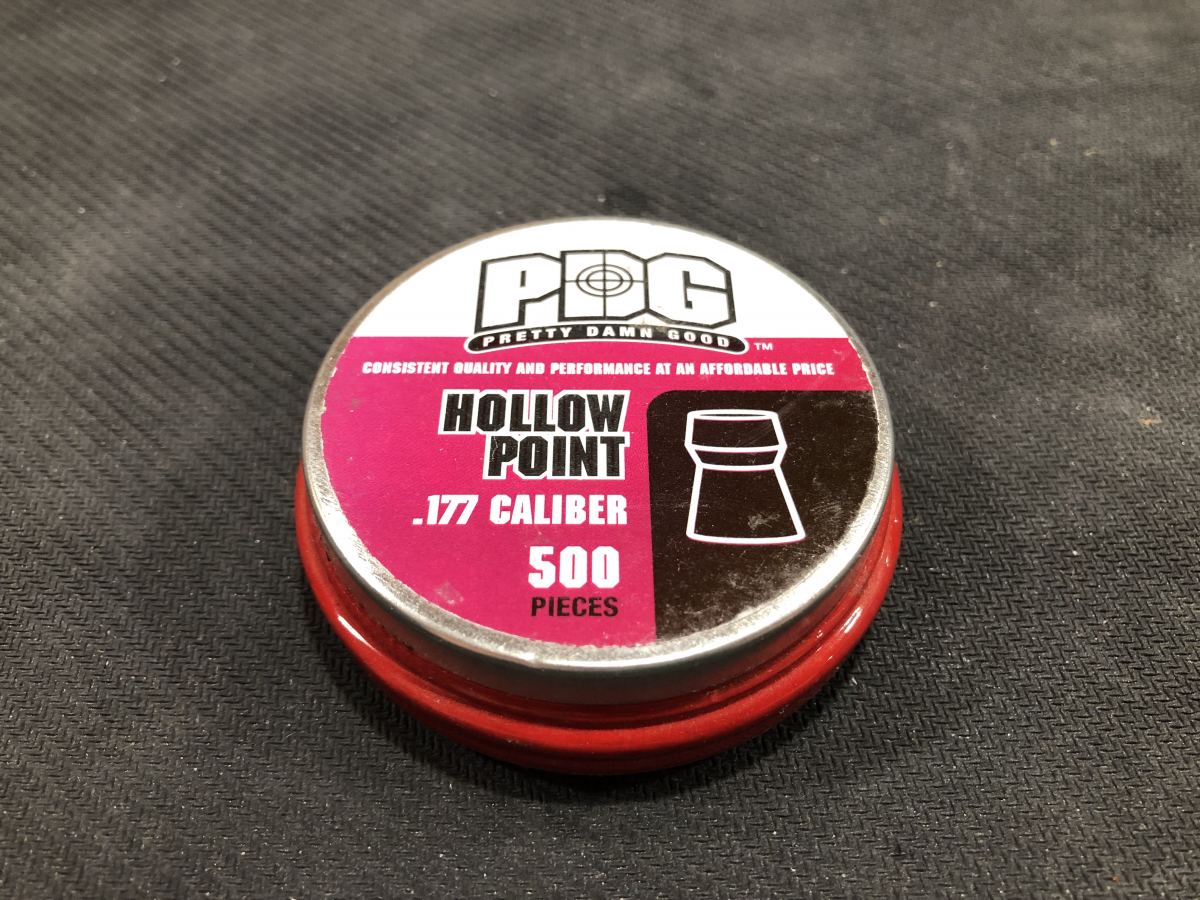 PDG
PRETTY DAMN GOOD ™
CONSISTENT QUALITY AND PERFORMANCE AT AN AFFORDABLE PRICE
HOLLOW
POINT
.177 CALIBER
500
PIECES